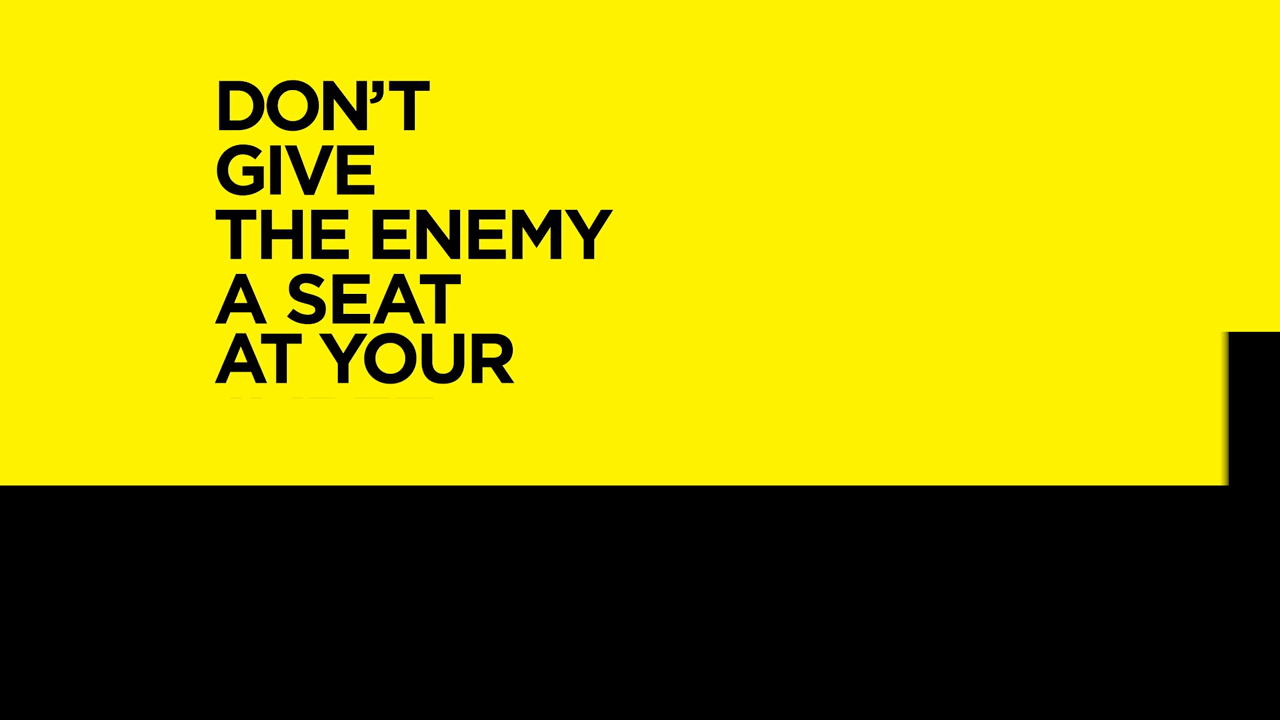 DON’T
GIVE
THE ENEMY
A SEAT
AT YOUR